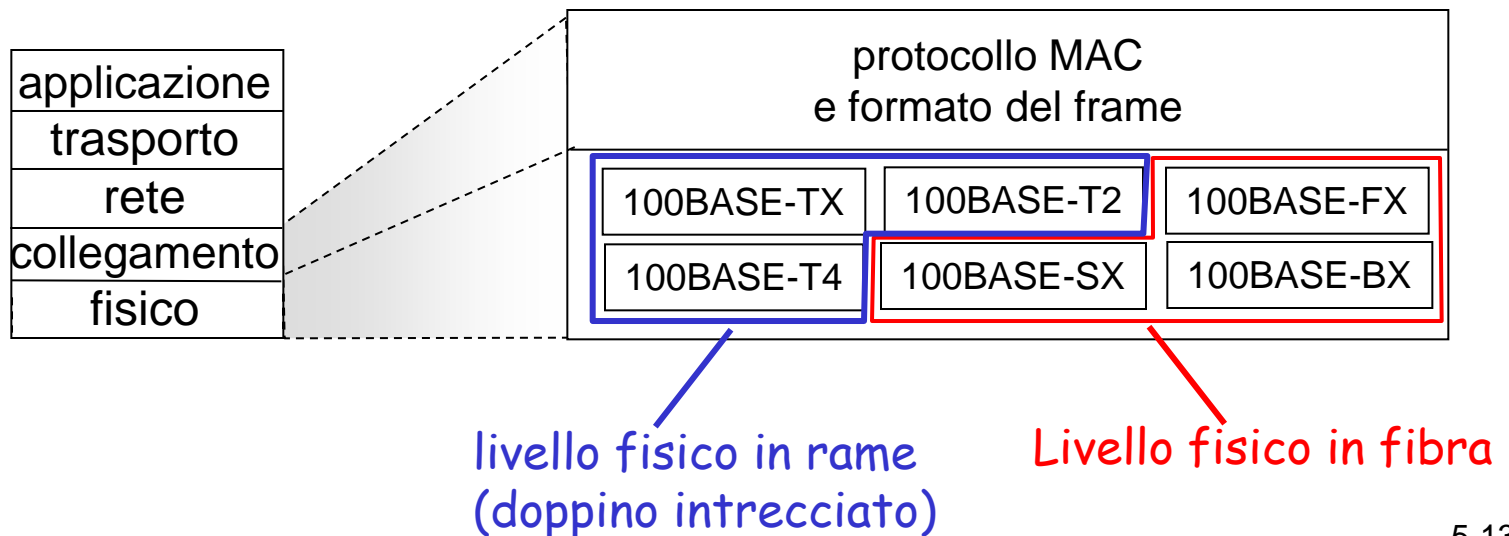 applicazione
trasporto
rete
collegamento
fisico
protocollo MAC
e formato del frame
100BASE-TX
100BASE-T2
100BASE-FX
100BASE-T4
100BASE-SX
100BASE-BX
livello fisico in rame
(doppino intrecciato)
Livello fisico in fibra